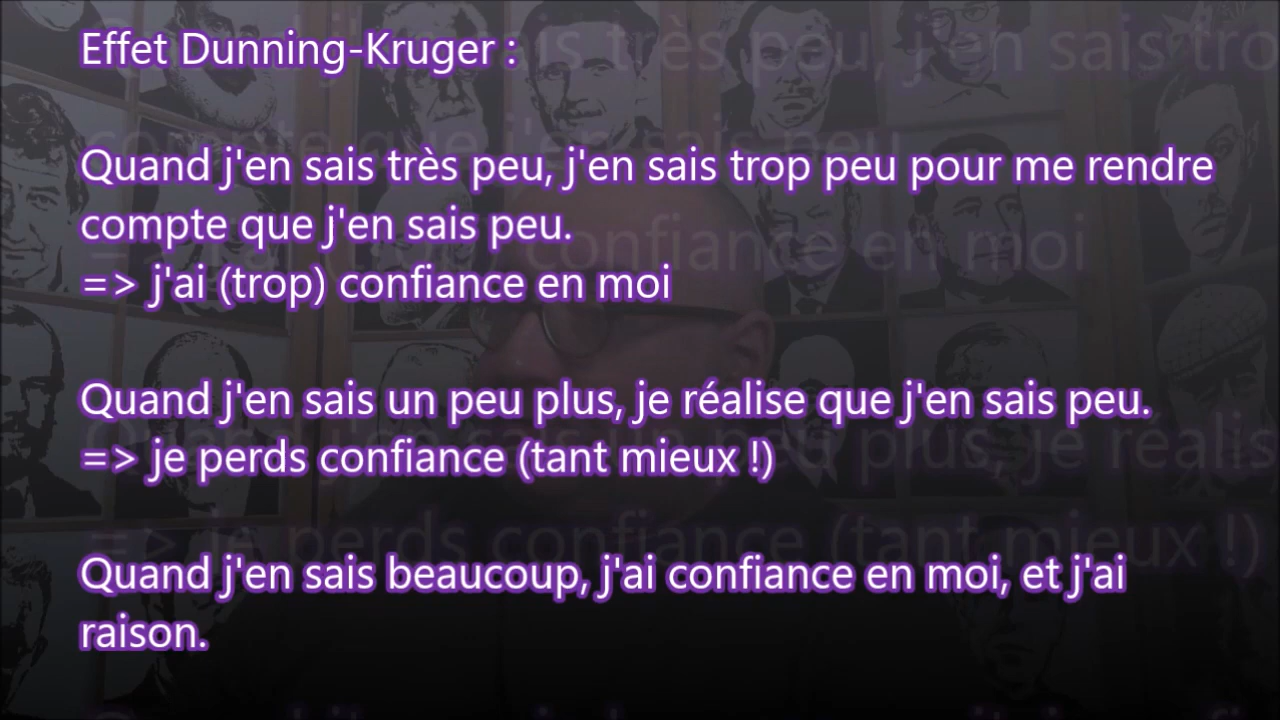 Effet Dunning-Kruger :
Quand j'en sais très peu, j'en sais trop peu pour me rendre
compte que j'en sais peu.
=> j'ai (trop) confiance en moi
Quand j'en sais un peu plus, je réalise que j'en sais peu.
=> je perds confiance (tant mieux !)
Quand j'en sais beaucoup, j'ai confiance en moi, et j'ai
raison.